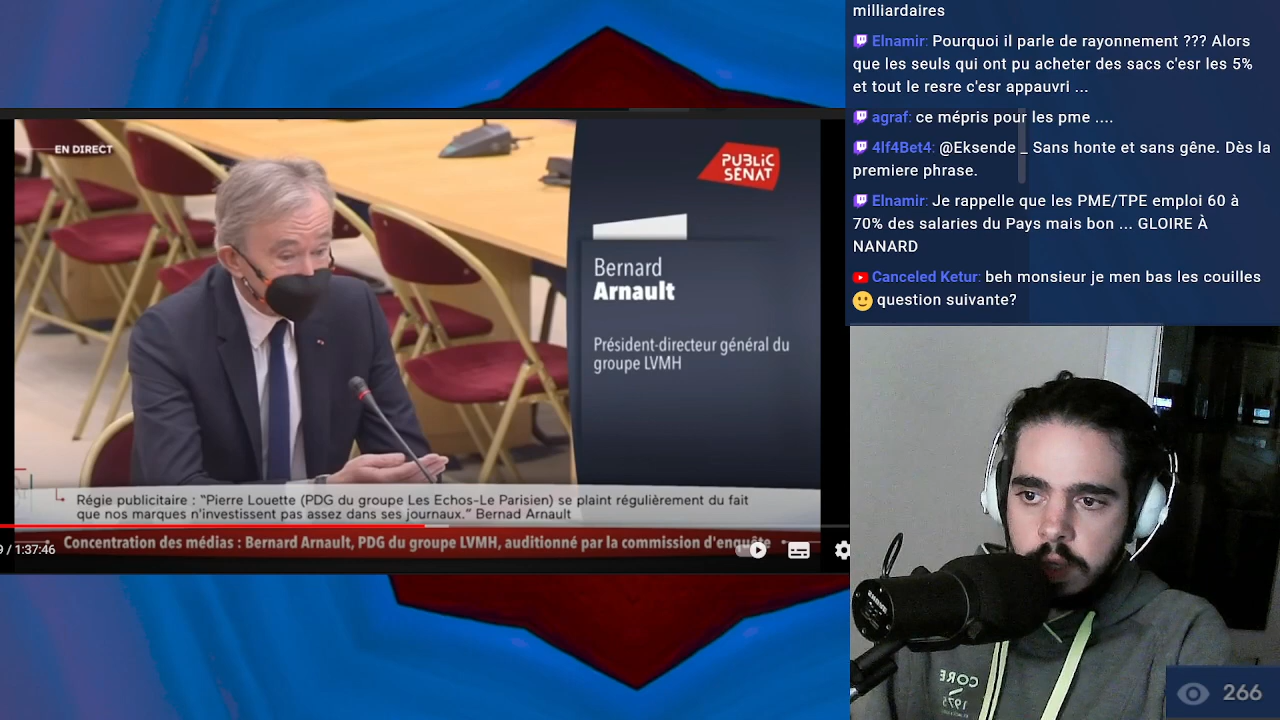 EN DIRECT
PUBLIC
SENAT
Bernard
Arnault
Président-directeur général du
groupe LVMH
Régie publicitaire : "Pierre Louette (PDG du groupe Les Echos-Le Parisien) se plaint régulièrement du fait
que nos marques n'investissent pas assez dans ses journaux." Bernad Arnault
Concentration des médias : Bernard Arnault, PDG du groupe LVMH, auditionné par la commission d'enquête
9 / 1:37:46
milliardaires
Elnamir: Pourquoi il parle de rayonnement ??? Alors
que les seuls qui ont pu acheter des sacs c'esr les 5%
et tout le resre c'esr appauvri ...
agraf: ce mépris pour les pme ....
4lf4Bet4: @Eksende _ Sans honte et sans gêne. Dès la
premiere phrase.
Elnamir: Je rappelle que les PME/TPE emploi 60 à
70% des salaries du Pays mais bon ... GLOIRE À
NANARD
Canceled Ketur: beh monsieur je men bas les couilles
🙂 question suivante?
CORE
1975
266